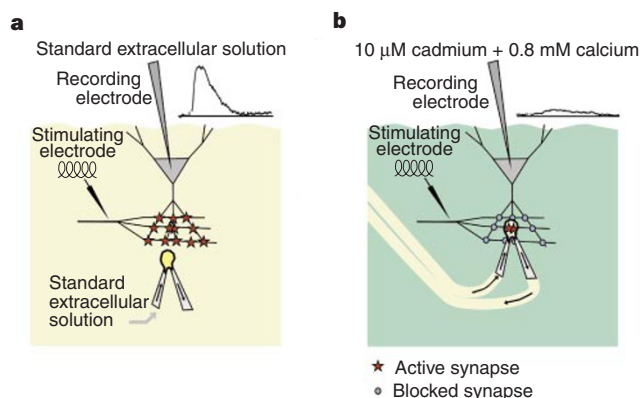 a
Standard extracellular solution
Recording
electrode
Stimulating
electrode
Standard
extracellular
solution
b
10 μM cadmium + 0.8 mM calcium
Recording
electrode
Stimulating
electrode
Active synapse
Blocked synapse